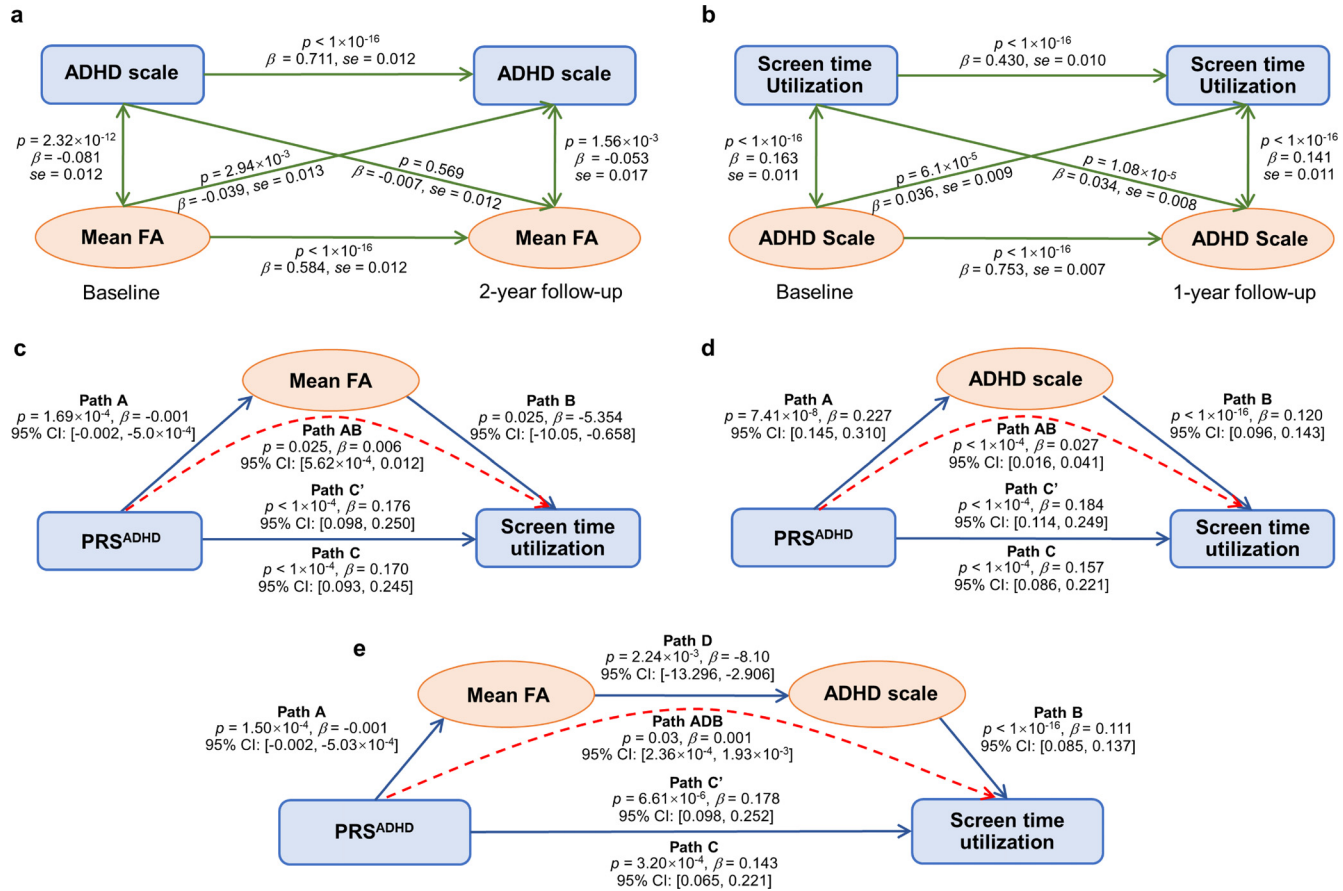 a
p < 1×10-16
β = 0.711, se = 0.012
ADHD scale
ADHD scale
p = 2.32×10-12
β = -0.081
se = 0.012
p = 2.94×10-3
β = -0.039, se = 0.013
p = 0.569
β = -0.007, se = 0.012
p = 1.56×10-3
β = -0.053
se = 0.017
Mean FA
Mean FA
p < 1×10-16
β = 0.584, se = 0.012
Baseline
2-year follow-up
b
p < 1×10-16
β = 0.430, se = 0.010
Screen time
Utilization
Screen time
Utilization
p < 1×10-16
β = 0.163
se = 0.011
p = 6.1×10-5
β = 0.036, se = 0.009
p = 1.08×10-5
β = 0.034, se = 0.008
p < 1×10-16
β = 0.141
se = 0.011
ADHD Scale
ADHD Scale
p < 1×10-16
β = 0.753, se = 0.007
Baseline
1-year follow-up
c
Mean FA
Path A
p = 1.69×10-4, β = -0.001
95% CI: [-0.002, -5.0×10-4]
Path B
p = 0.025, β = -5.354
95% CI: [-10.05, -0.658]
Path AB
p = 0.025, β = 0.006
95% CI: [5.62×10-4, 0.012]
Path C'
p < 1×10-4, β = 0.176
95% CI: [0.098, 0.250]
PRSADHD
Screen time
utilization
Path C
p < 1×10-4, β = 0.170
95% CI: [0.093, 0.245]
d
ADHD scale
Path A
p = 7.41×10-8, β = 0.227
95% CI: [0.145, 0.310]
Path B
p < 1×10-16, β = 0.120
95% CI: [0.096, 0.143]
Path AB
p < 1×10-4, β = 0.027
95% CI: [0.016, 0.041]
Path C'
p < 1×10-4, β = 0.184
95% CI: [0.114, 0.249]
PRSADHD
Screen time
utilization
Path C
p < 1×10-4, β = 0.157
95% CI: [0.086, 0.221]
e
Path D
p = 2.24×10-3, β = -8.10
95% CI: [-13.296, -2.906]
Mean FA
ADHD scale
Path A
p = 1.50×10-4, β = -0.001
95% CI: [-0.002, -5.03×10-4]
Path B
p < 1×10-16, β = 0.111
95% CI: [0.085, 0.137]
Path ADB
p = 0.03, β = 0.001
95% CI: [2.36×10-4, 1.93×10-3]
Path C'
p = 6.61×10-6, β = 0.178
95% CI: [0.098, 0.252]
PRSADHD
Screen time
utilization
Path C
p = 3.20×10-4, β = 0.143
95% CI: [0.065, 0.221]